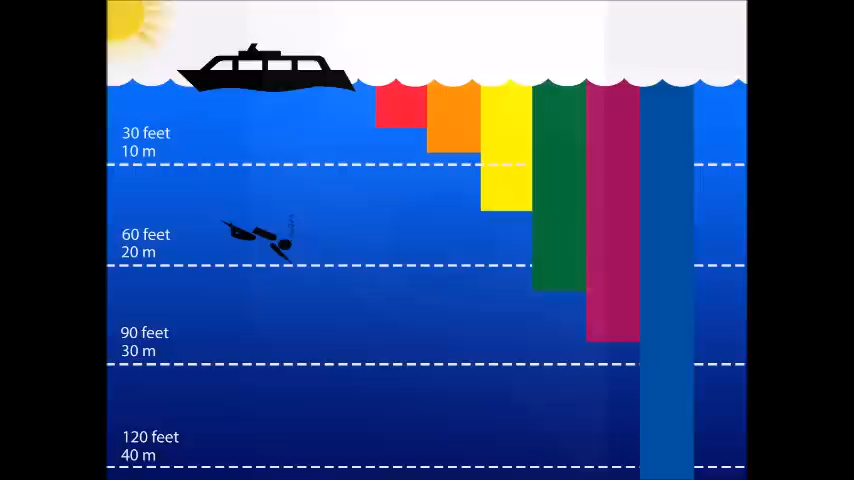 30 feet
10 m
60 feet
20 m
90 feet
30 m
120 feet
40 m